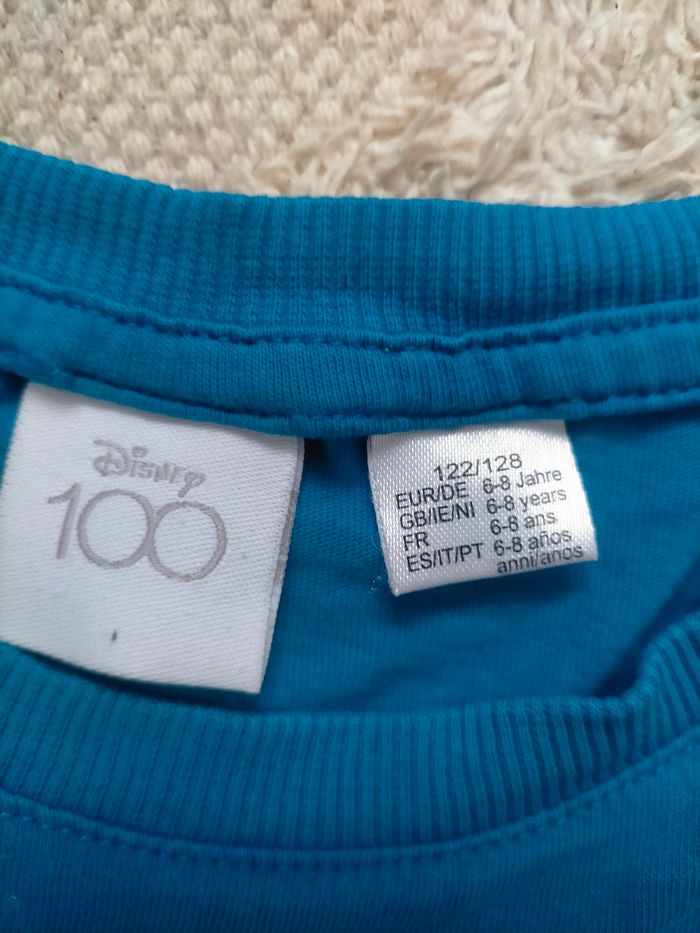 Disney
100
122/128
EUR/DE 6-8 Jahre
GB/IE/NI 6-8 years
FR 6-8 ans
ES/IT/PT 6-8 años
anni/anos